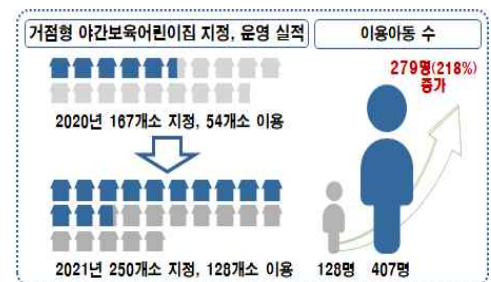 거점형 야간보육어린이집 지정, 운영 실적
이용아동 수
279명(218%)
증가
2020년 167개소 지정, 54개소 이용
2021년 250개소 지정, 128개소 이용
128명 407명